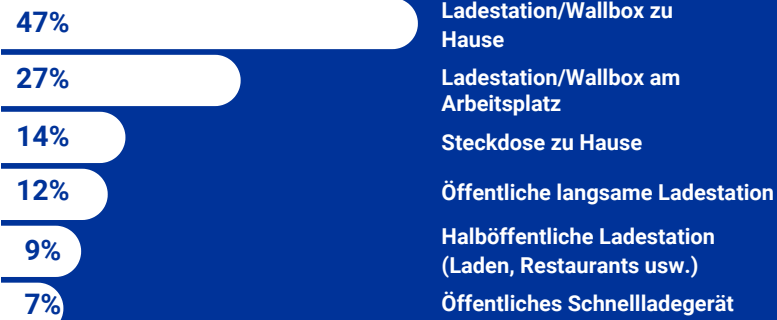 47%
Ladestation/Wallbox zu
Hause
27%
Ladestation/Wallbox am
Arbeitsplatz
14%
Steckdose zu Hause
12%
Öffentliche langsame Ladestation
9%
Halböffentliche Ladestation
(Laden, Restaurants usw.)
7%
Öffentliches Schnellladegerät